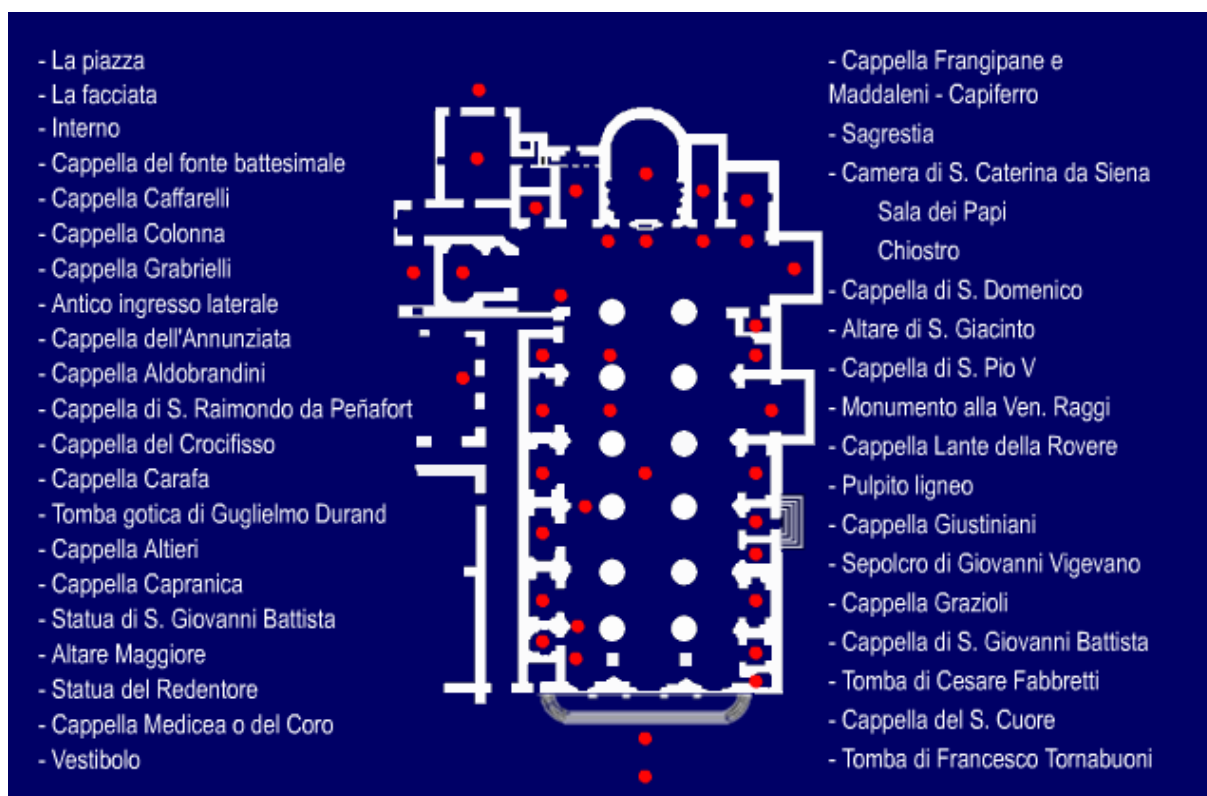 - La piazza
- La facciata
- Interno
- Cappella del fonte battesimale
- Cappella Caffarelli
- Cappella Colonna
- Cappella Grabrielli
- Antico ingresso laterale
- Cappella dell'Annunziata
- Cappella Aldobrandini
- Cappella di S. Raimondo da Peñafort
- Cappella del Crocifisso
- Cappella Carafa
- Tomba gotica di Guglielmo Durand
- Cappella Altieri
- Cappella Capranica
- Statua di S. Giovanni Battista
- Altare Maggiore
- Statua del Redentore
- Cappella Medicea o del Coro
- Vestibolo
- Cappella Frangipane e
Maddaleni - Capiferro
- Sagrestia
- Camera di S. Caterina da Siena
Sala dei Papi
Chiostro
- Cappella di S. Domenico
- Altare di S. Giacinto
- Cappella di S. Pio V
- Monumento alla Ven. Raggi
- Cappella Lante della Rovere
- Pulpito ligneo
- Cappella Giustiniani
- Sepolcro di Giovanni Vigevano
- Cappella Grazioli
- Cappella di S. Giovanni Battista
- Tomba di Cesare Fabbretti
- Cappella del S. Cuore
- Tomba di Francesco Tornabuoni